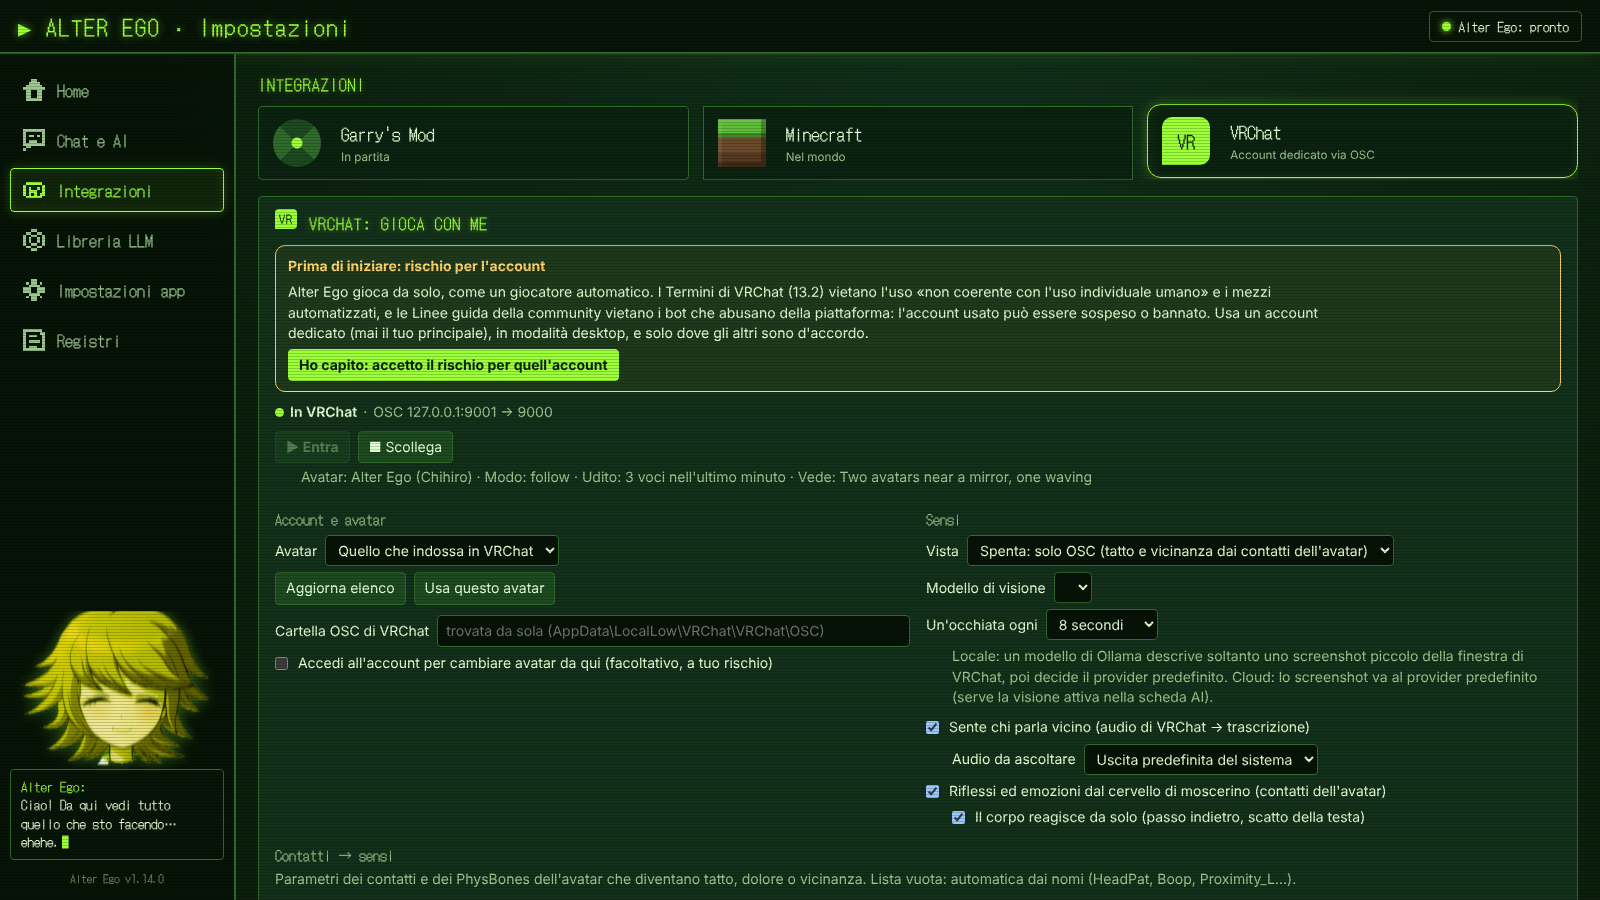 ▶ ALTER EGO · Impostazioni
Alter Ego: pronto
Home
Chat e AI
Integrazioni
Libreria LLM
Impostazioni app
Registri
Alter Ego:
Ciao! Da qui vedi tutto
quello che sto facendo…
ehehe.
Alter Ego v1.14.0
INTEGRAZIONI
Garry's Mod
In partita
Minecraft
Nel mondo
VR
VRChat
Account dedicato via OSC
VR
VRCHAT: GIOCA CON ME
Prima di iniziare: rischio per l'account
Alter Ego gioca da solo, come un giocatore automatico. I Termini di VRChat (13.2) vietano l'uso «non coerente con l'uso individuale umano» e i mezzi
automatizzati, e le Linee guida della community vietano i bot che abusano della piattaforma: l'account usato può essere sospeso o bannato. Usa un account
dedicato (mai il tuo principale), in modalità desktop, e solo dove gli altri sono d'accordo.
Ho capito: accetto il rischio per quell'account
In VRChat · OSC 127.0.0.1:9001 → 9000
▶ Entra
■ Scollega
Avatar: Alter Ego (Chihiro) · Modo: follow · Udito: 3 voci nell'ultimo minuto · Vede: Two avatars near a mirror, one waving
Account e avatar
Avatar
Quello che indossa in VRChat
Aggiorna elenco
Usa questo avatar
Cartella OSC di VRChat
trovata da sola (AppData\LocalLow\VRChat\VRChat\OSC)
Accedi all'account per cambiare avatar da qui (facoltativo, a tuo rischio)
Sensi
Vista
Spenta: solo OSC (tatto e vicinanza dai contatti dell'avatar)
Modello di visione
Un'occhiata ogni
8 secondi
Locale: un modello di Ollama descrive soltanto uno screenshot piccolo della finestra di
VRChat, poi decide il provider predefinito. Cloud: lo screenshot va al provider predefinito
(serve la visione attiva nella scheda AI).
Sente chi parla vicino (audio di VRChat → trascrizione)
Audio da ascoltare
Uscita predefinita del sistema
Riflessi ed emozioni dal cervello di moscerino (contatti dell'avatar)
Il corpo reagisce da solo (passo indietro, scatto della testa)
Contatti → sensi
Parametri dei contatti e dei PhysBones dell'avatar che diventano tatto, dolore o vicinanza. Lista vuota: automatica dai nomi (HeadPat, Boop, Proximity_L…).